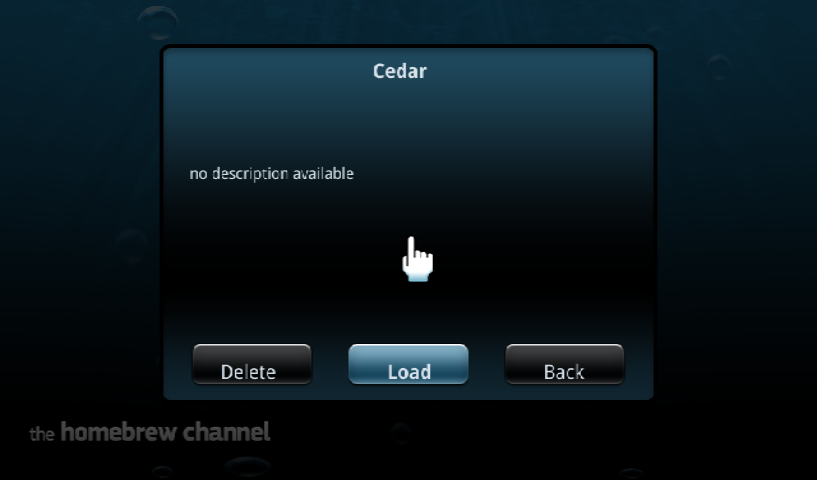 Cedar
no description available
Delete
Load
Back
the homebrew channel